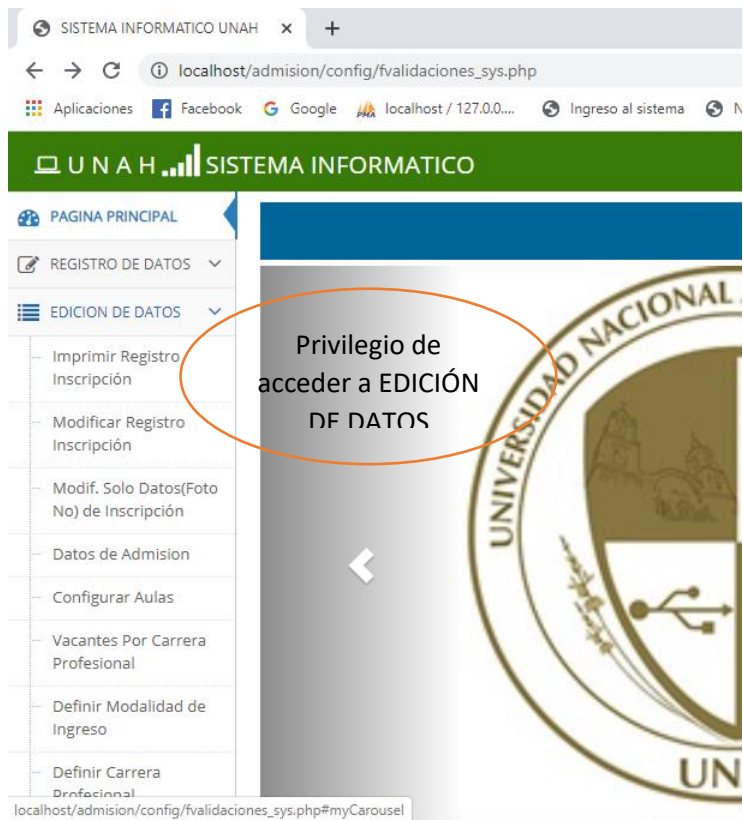 SISTEMA INFORMATICO UNAH
localhost/admision/config/fvalidaciones_sys.php
Aplicaciones Facebook Google localhost / 127.0.0.... Ingreso al sistema N
U N A H SISTEMA INFORMATICO
PAGINA PRINCIPAL
REGISTRO DE DATOS
EDICION DE DATOS
Imprimir Registro
Inscripción
Modificar Registro
Inscripción
Modif. Solo Datos(Foto
No) de Inscripción
Datos de Admision
Configurar Aulas
Vacantes Por Carrera
Profesional
Definir Modalidad de
Ingreso
Definir Carrera
Profesional
Privilegio de
acceder a EDICIÓN
DE DATOS
UNIVERSIDAD NACIONAL
UN
localhost/admision/config/fvalidaciones_sys.php#myCarousel